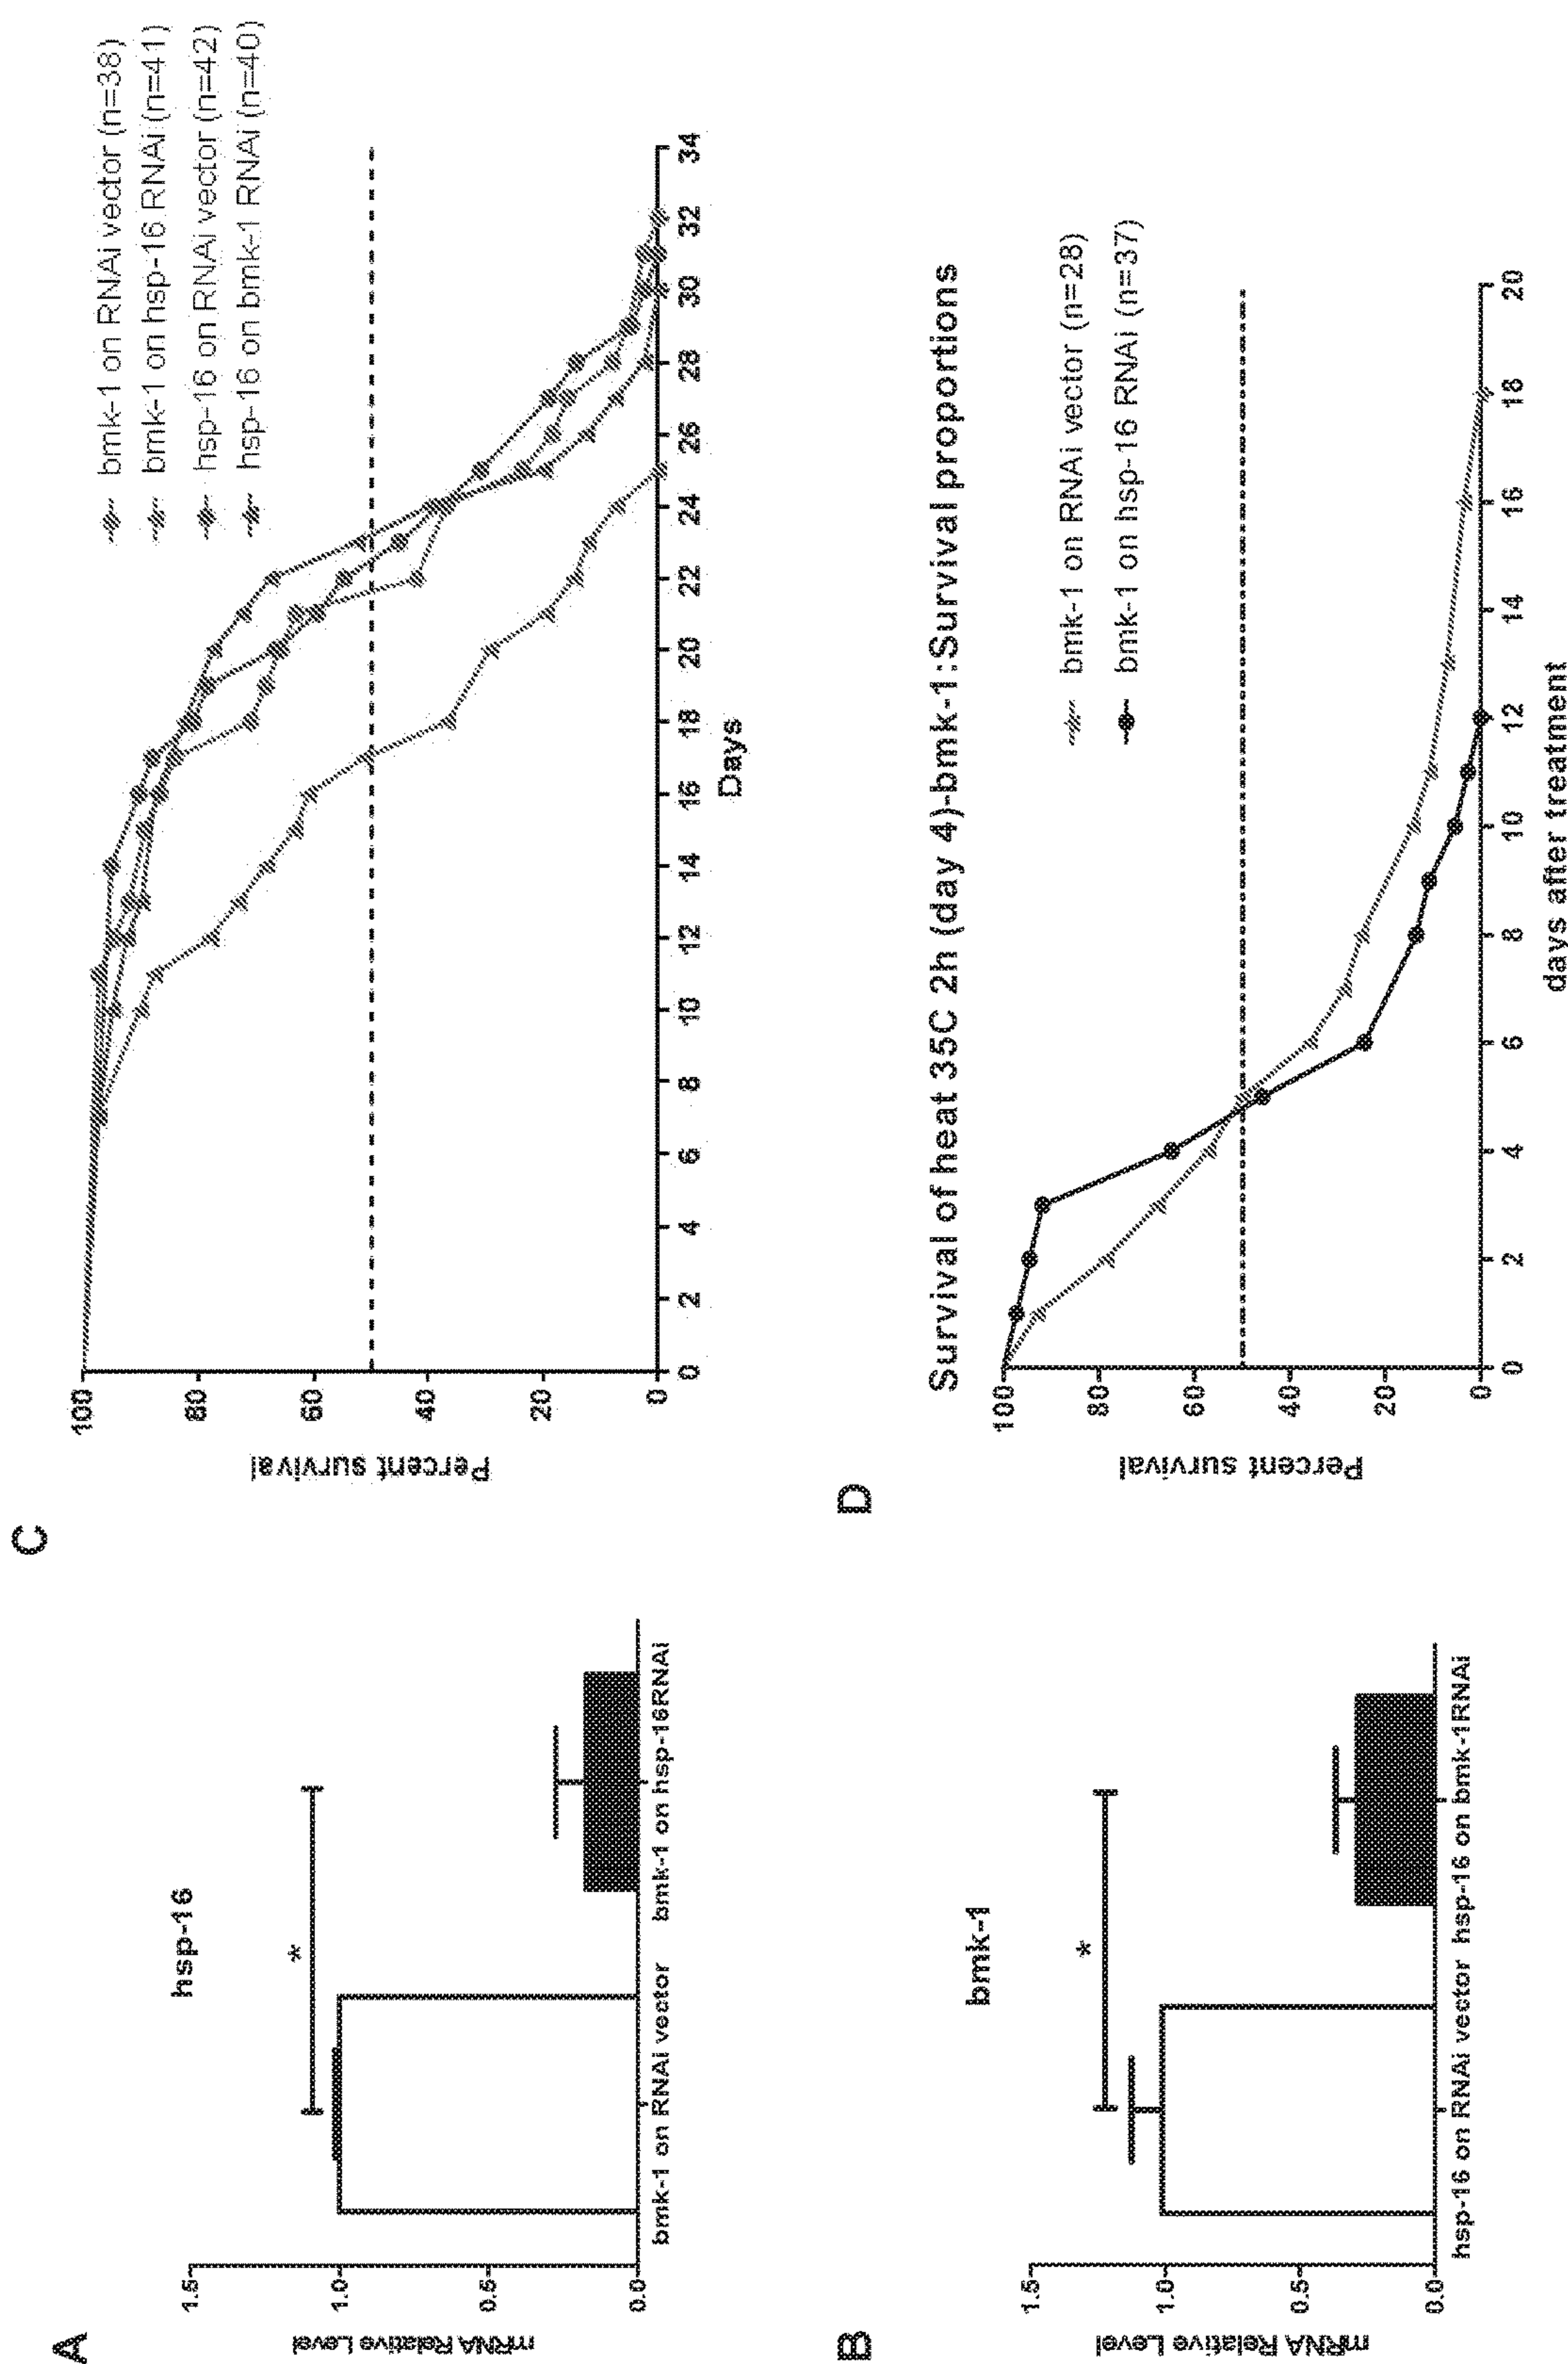 A
hsp-16
mRNA Relative Level
1.5
1.0
0.5
0.0
*
bmk-1 on RNAi vector
bmk-1 on hsp-16RNAi
B
bmk-1
mRNA Relative Level
1.5
1.0
0.5
0.0
*
hsp-16 on RNAi vector
hsp-16 on bmk-1RNAi
C
Percent survival
100
80
60
40
20
0
0 2 4 6 8 10 12 14 16 18 20 22 24 26 28 30 32 34
Days
bmk-1 on RNAi vector (n=38)
bmk-1 on hsp-16 RNAi (n=41)
hsp-16 on RNAi vector (n=42)
hsp-16 on bmk-1 RNAi (n=40)
D
Survival of heat 35C 2h (day 4)-bmk-1:Survival proportions
Percent survival
100
80
60
40
20
0
0 2 4 6 8 10 12 14 16 18 20
days after treatment
bmk-1 on RNAi vector (n=28)
bmk-1 on hsp-16 RNAi (n=37)